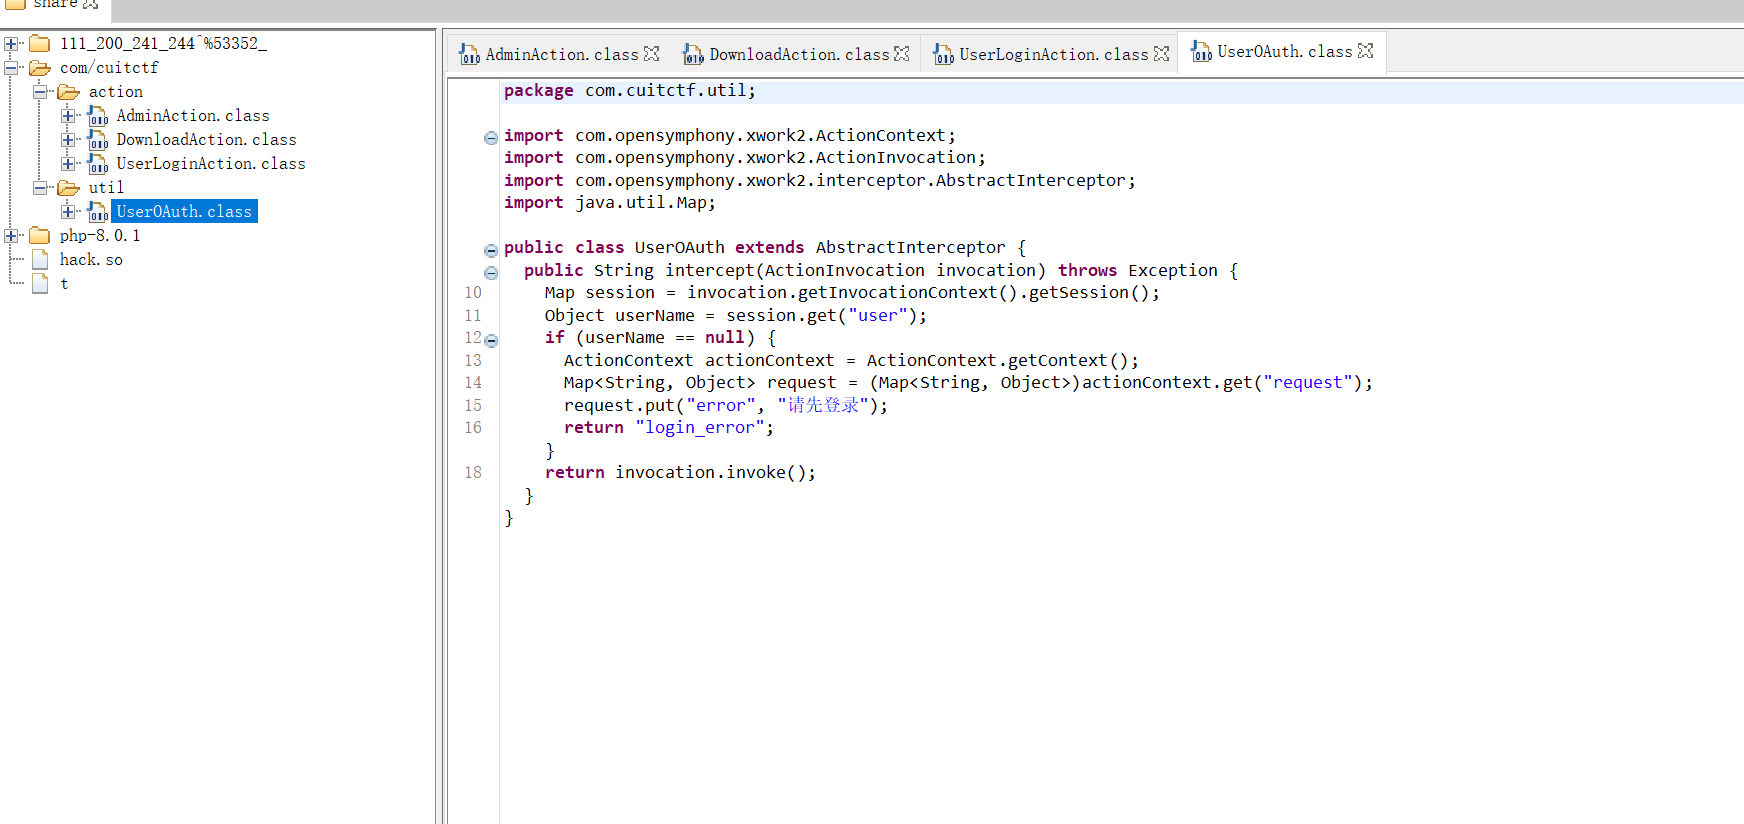 share
111_200_241_244^%53352_
com/cuitctf
action
AdminAction.class
DownloadAction.class
UserLoginAction.class
util
UserOAuth.class
php-8.0.1
hack.so
t
AdminAction.class DownloadAction.class UserLoginAction.class UserOAuth.class
package com.cuitctf.util;
import com.opensymphony.xwork2.ActionContext;
import com.opensymphony.xwork2.ActionInvocation;
import com.opensymphony.xwork2.interceptor.AbstractInterceptor;
import java.util.Map;
public class UserOAuth extends AbstractInterceptor {
public String intercept(ActionInvocation invocation) throws Exception {
10 Map session = invocation.getInvocationContext().getSession();
11 Object userName = session.get("user");
12 if (userName == null) {
13 ActionContext actionContext = ActionContext.getContext();
14 Map<String, Object> request = (Map<String, Object>)actionContext.get("request");
15 request.put("error", "请先登录");
16 return "login_error";
}
18 return invocation.invoke();
}
}